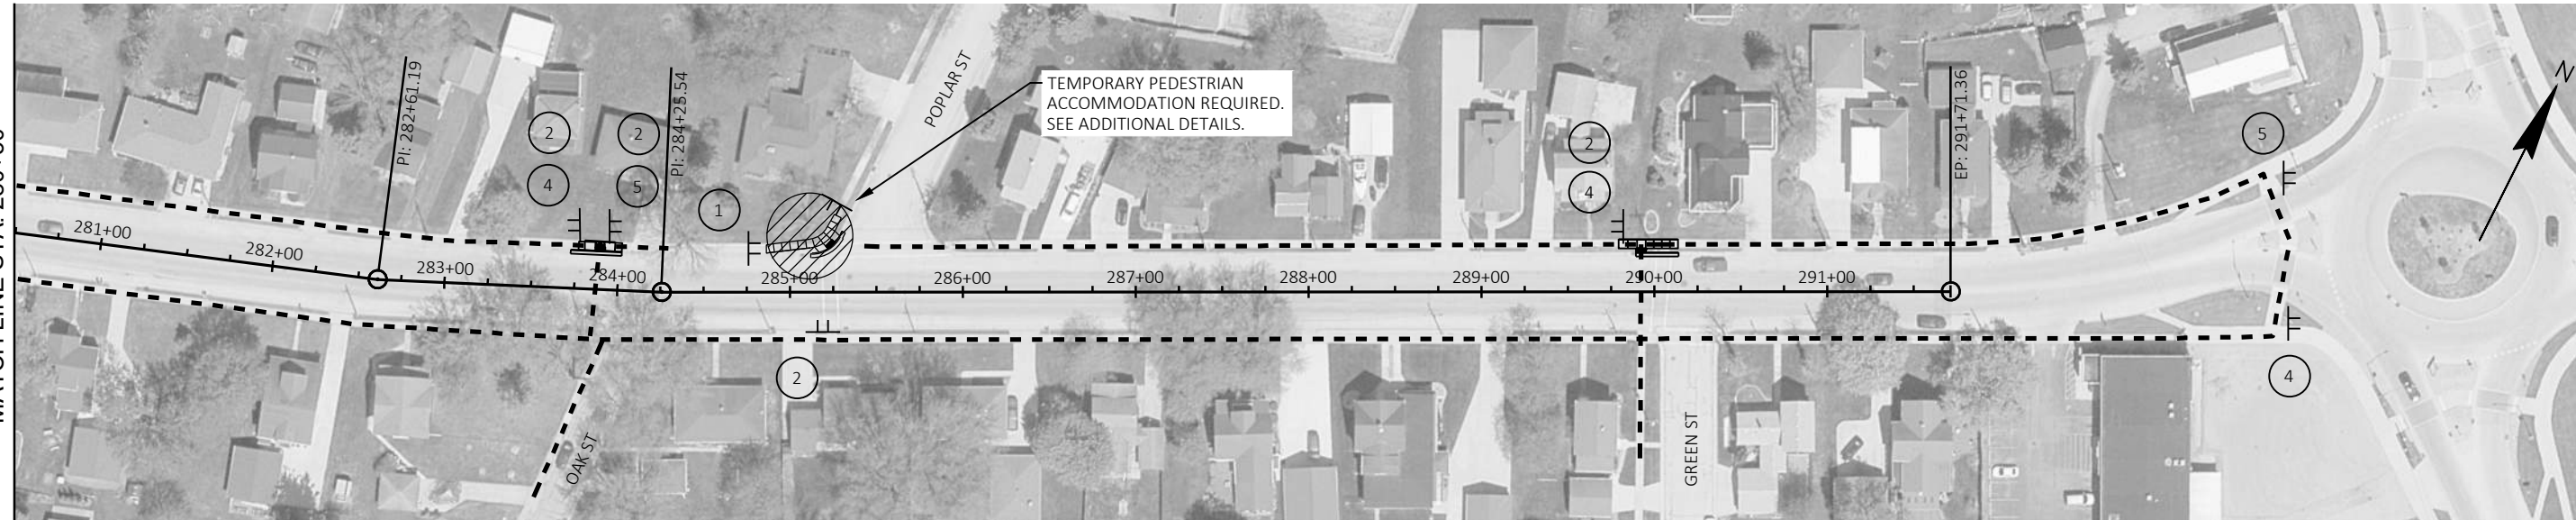 PI: 282+61.19
PI: 284+25.54
POPLAR ST
TEMPORARY PEDESTRIAN
ACCOMMODATION REQUIRED.
SEE ADDITIONAL DETAILS.
EP: 291+71.36
N
2
2
4
5
1
2
4
5
281+00
282+00
283+00
284+00
285+00
286+00
287+00
288+00
289+00
290+00
291+00
2
4
OAK ST
GREEN ST